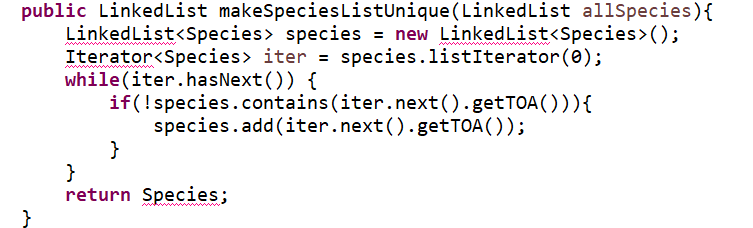 public LinkedList makeSpeciesListUnique(LinkedList allSpecies){
    LinkedList<Species> species = new LinkedList<Species>();
    Iterator<Species> iter = species.listIterator(0);
    while(iter.hasNext()) {
        if(!species.contains(iter.next().getTOA())){
            species.add(iter.next().getTOA());
        }
    }
    return Species;
}